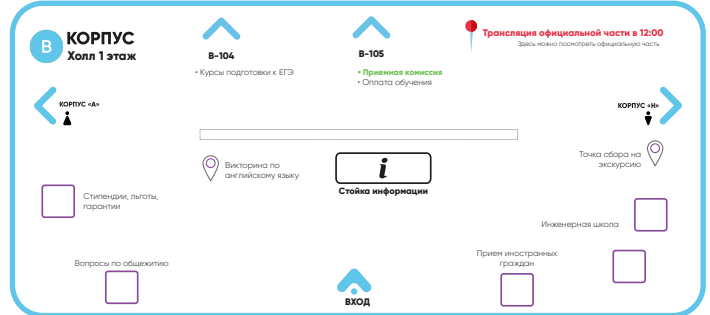 В
КОРПУС
Холл 1 этаж
В-104
• Курсы подготовки к ЕГЭ
В-105
• Приемная комиссия
• Оплата обучения
Трансляция официальной части в 12:00
Здесь можно посмотреть официальную часть
КОРПУС «А»
КОРПУС «Н»
Викторина по
английскому языку
i
Стойка информации
Точка сбора на
экскурсию
Стипендии, льготы,
гарантии
Инженерная школа
Вопросы по общежитию
Прием иностранных
граждан
ВХОД